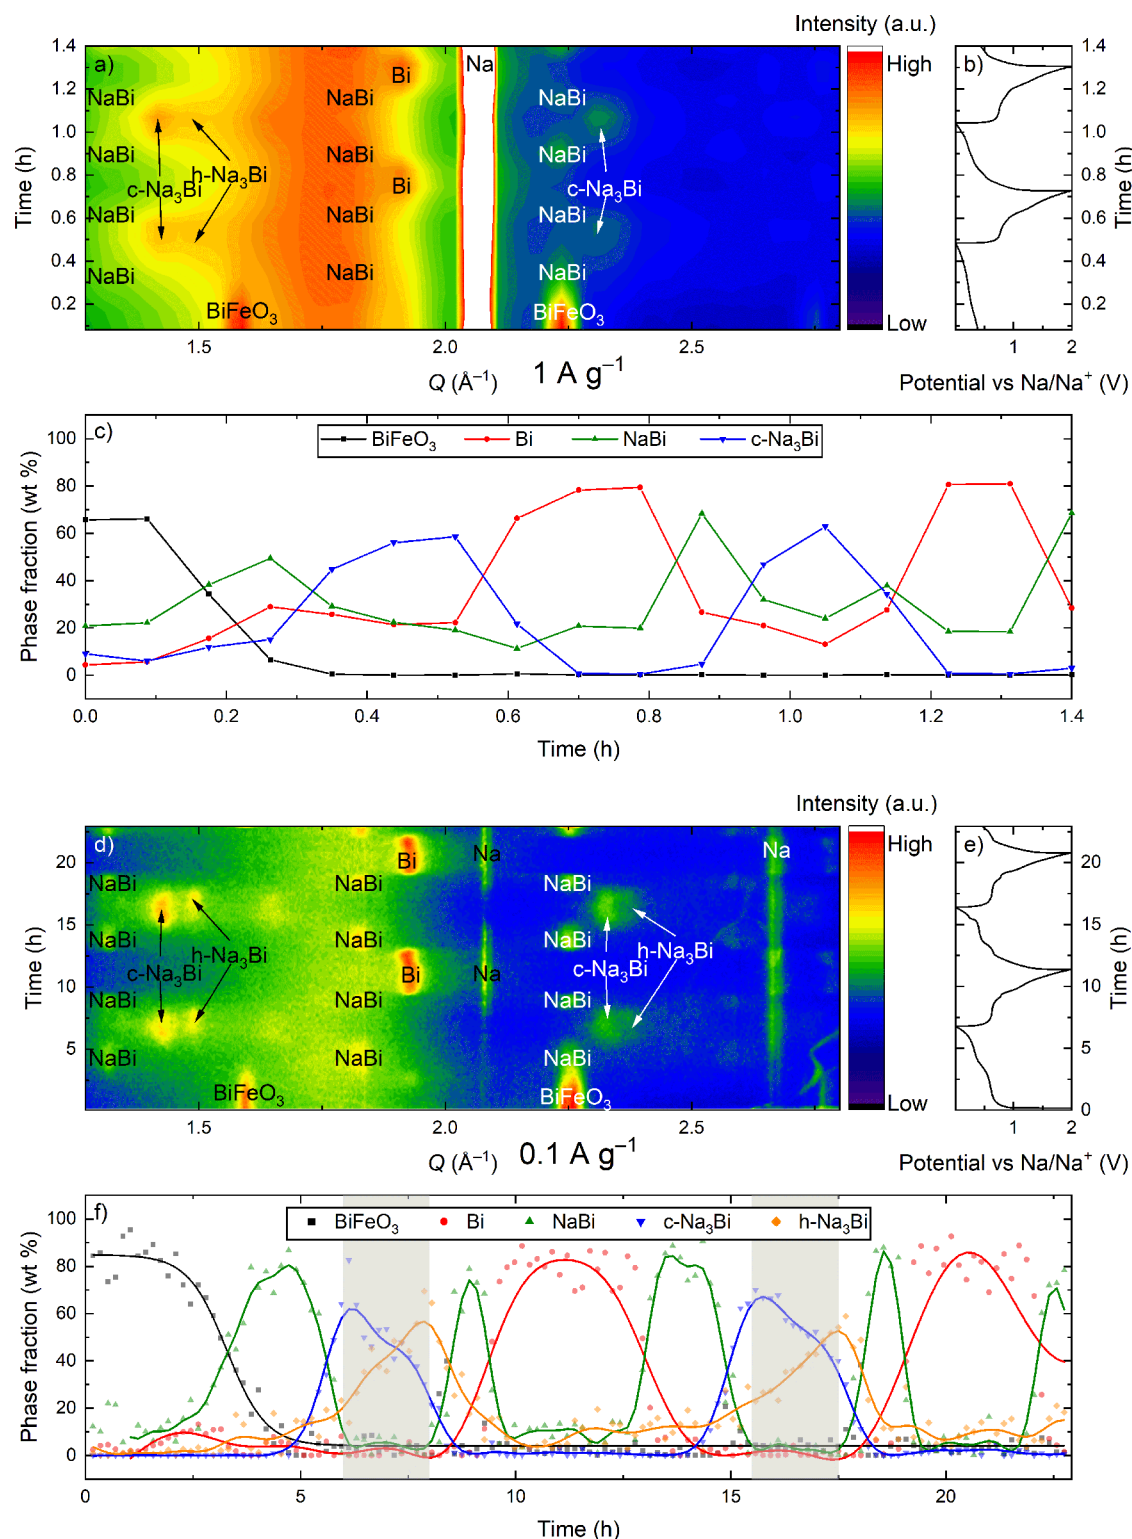 Intensity (a.u.)
a)
Na
High
b)
1.4
1.2
1.0
0.8
0.6
0.4
0.2
Time (h)
Bi
NaBi
NaBi
NaBi
NaBi
NaBi
NaBi
c-Na₃Bi
h-Na₃Bi
Bi
c-Na₃Bi
NaBi
NaBi
NaBi
NaBi
NaBi
NaBi
BiFeO₃
BiFeO₃
Low
1.4
1.2
1.0
0.8
0.6
0.4
0.2
Time (h)
1.5
2.0
2.5
1
2
Q (Å⁻¹)
1 A g⁻¹
Potential vs Na/Na⁺ (V)
c)
BiFeO₃
Bi
NaBi
c-Na₃Bi
100
80
60
40
20
0
Phase fraction (wt %)
0.0
0.2
0.4
0.6
0.8
1.0
1.2
1.4
Time (h)
Intensity (a.u.)
d)
High
e)
20
15
10
5
Time (h)
Bi
Na
Na
NaBi
NaBi
NaBi
NaBi
NaBi
NaBi
c-Na₃Bi
h-Na₃Bi
Bi
Na
c-Na₃Bi
h-Na₃Bi
NaBi
NaBi
NaBi
NaBi
NaBi
NaBi
BiFeO₃
BiFeO₃
Low
20
15
10
5
0
Time (h)
1.5
2.0
2.5
1
2
Q (Å⁻¹)
0.1 A g⁻¹
Potential vs Na/Na⁺ (V)
f)
BiFeO₃
Bi
NaBi
c-Na₃Bi
h-Na₃Bi
100
80
60
40
20
0
Phase fraction (wt %)
0
5
10
15
20
Time (h)